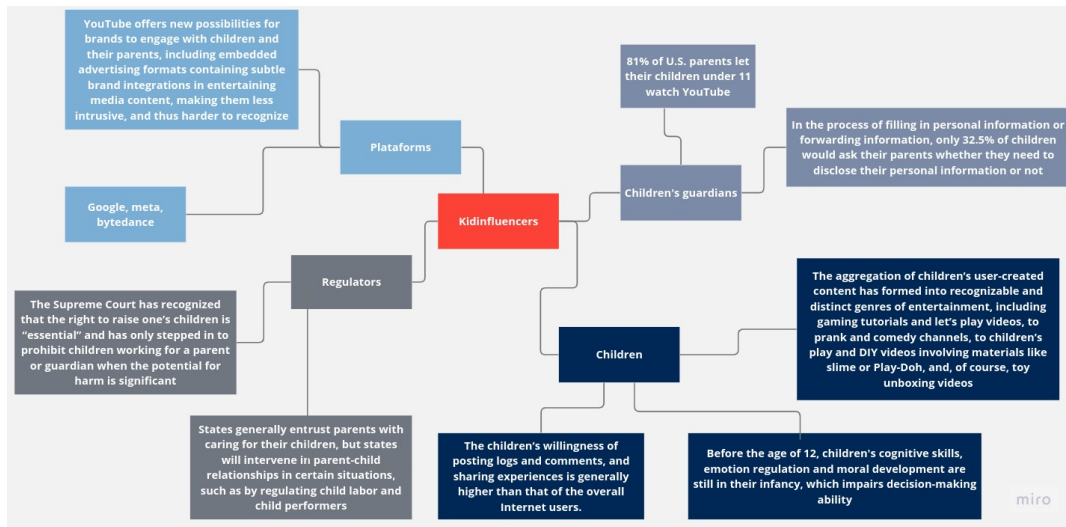 YouTube offers new possibilities for
brands to engage with children and
their parents, including embedded
advertising formats containing subtle
brand integrations in entertaining
media content, making them less
intrusive, and thus harder to recognize
81% of U.S. parents let
their children under 11
watch YouTube
In the process of filling in personal information or
forwarding information, only 32.5% of children
would ask their parents whether they need to
disclose their personal information or not
Plataforms
Children's guardians
Google, meta,
bytedance
Kidinfluencers
Regulators
The Supreme Court has recognized
that the right to raise one’s children is
“essential” and has only stepped in to
prohibit children working for a parent
or guardian when the potential for
harm is significant
The aggregation of children’s user-created
content has formed into recognizable and
distinct genres of entertainment, including
gaming tutorials and let’s play videos, to
prank and comedy channels, to children’s
play and DIY videos involving materials like
slime or Play-Doh, and, of course, toy
unboxing videos
Children
States generally entrust parents with
caring for their children, but states
will intervene in parent-child
relationships in certain situations,
such as by regulating child labor and
child performers
The children’s willingness of
posting logs and comments, and
sharing experiences is generally
higher than that of the overall
Internet users.
Before the age of 12, children's cognitive skills,
emotion regulation and moral development are
still in their infancy, which impairs decision-making
ability
miro